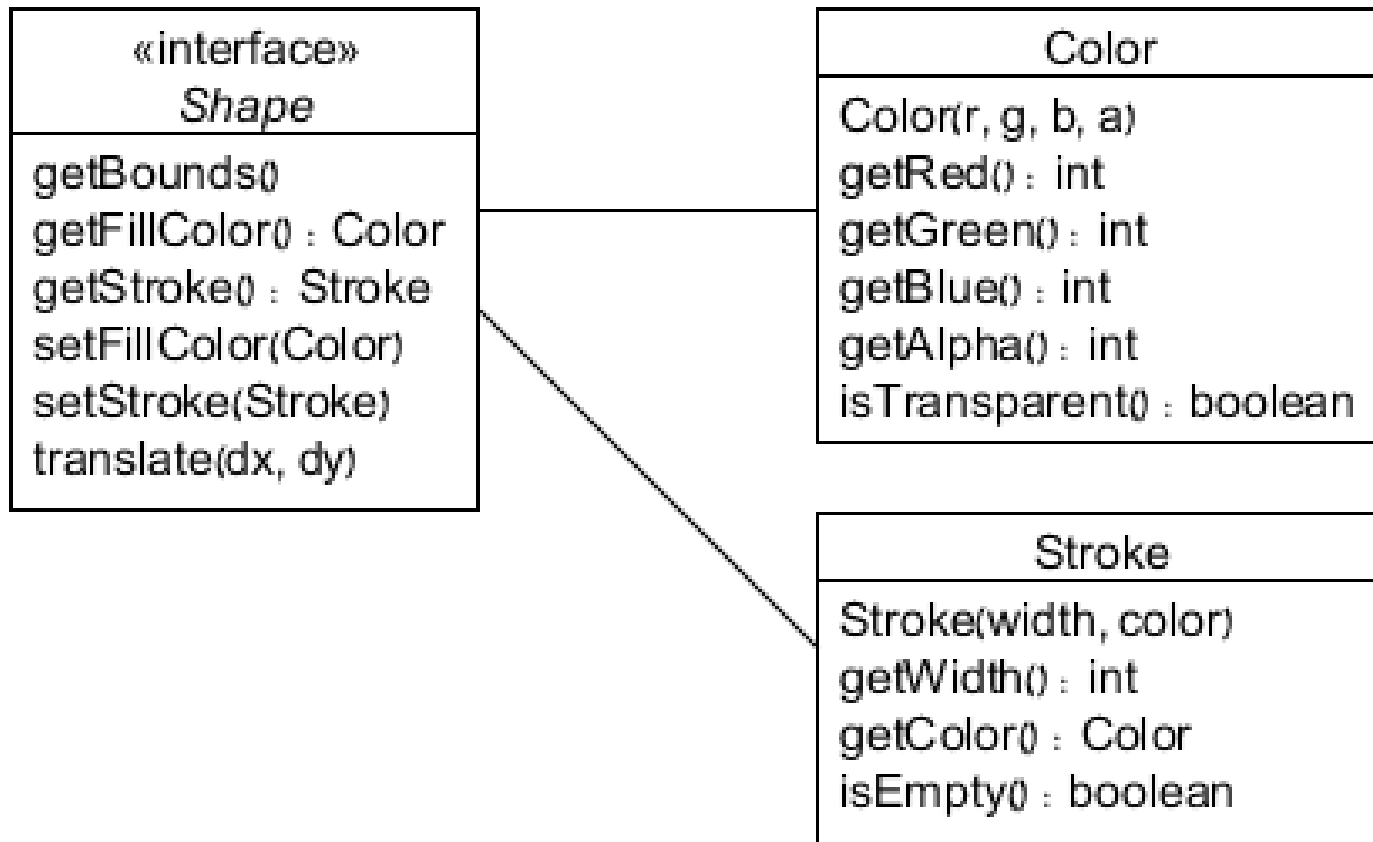 «interface»
Shape
getBounds()
getFillColor() : Color
getStroke() : Stroke
setFillColor(Color)
setStroke(Stroke)
translate(dx, dy)
Color
Color(r, g, b, a)
getRed() : int
getGreen() : int
getBlue() : int
getAlpha() : int
isTransparent() : boolean
Stroke
Stroke(width, color)
getWidth() : int
getColor() : Color
isEmpty() : boolean